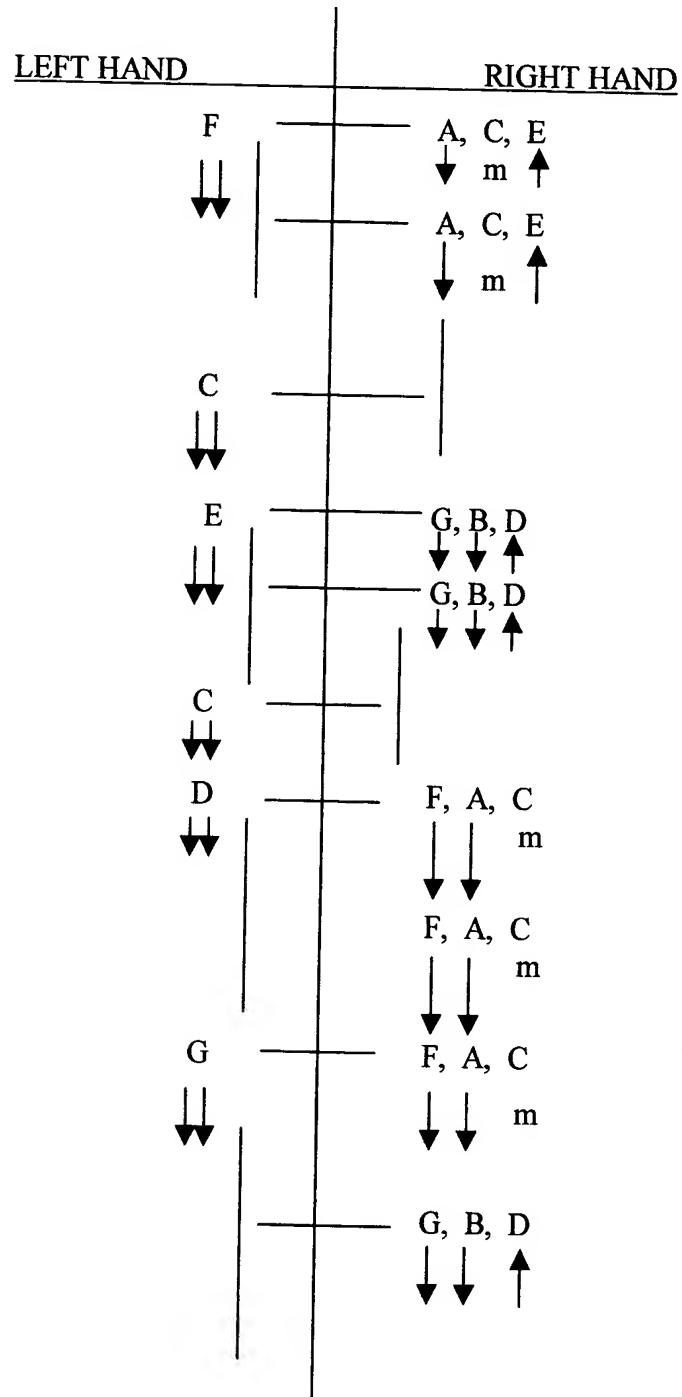 LEFT HAND RIGHT HAND
F A, C, E
m
A, C, E
m
C
E G, B, D
G, B, D
C
D F, A, C
m
F, A, C
m
G F, A, C
m
G, B, D